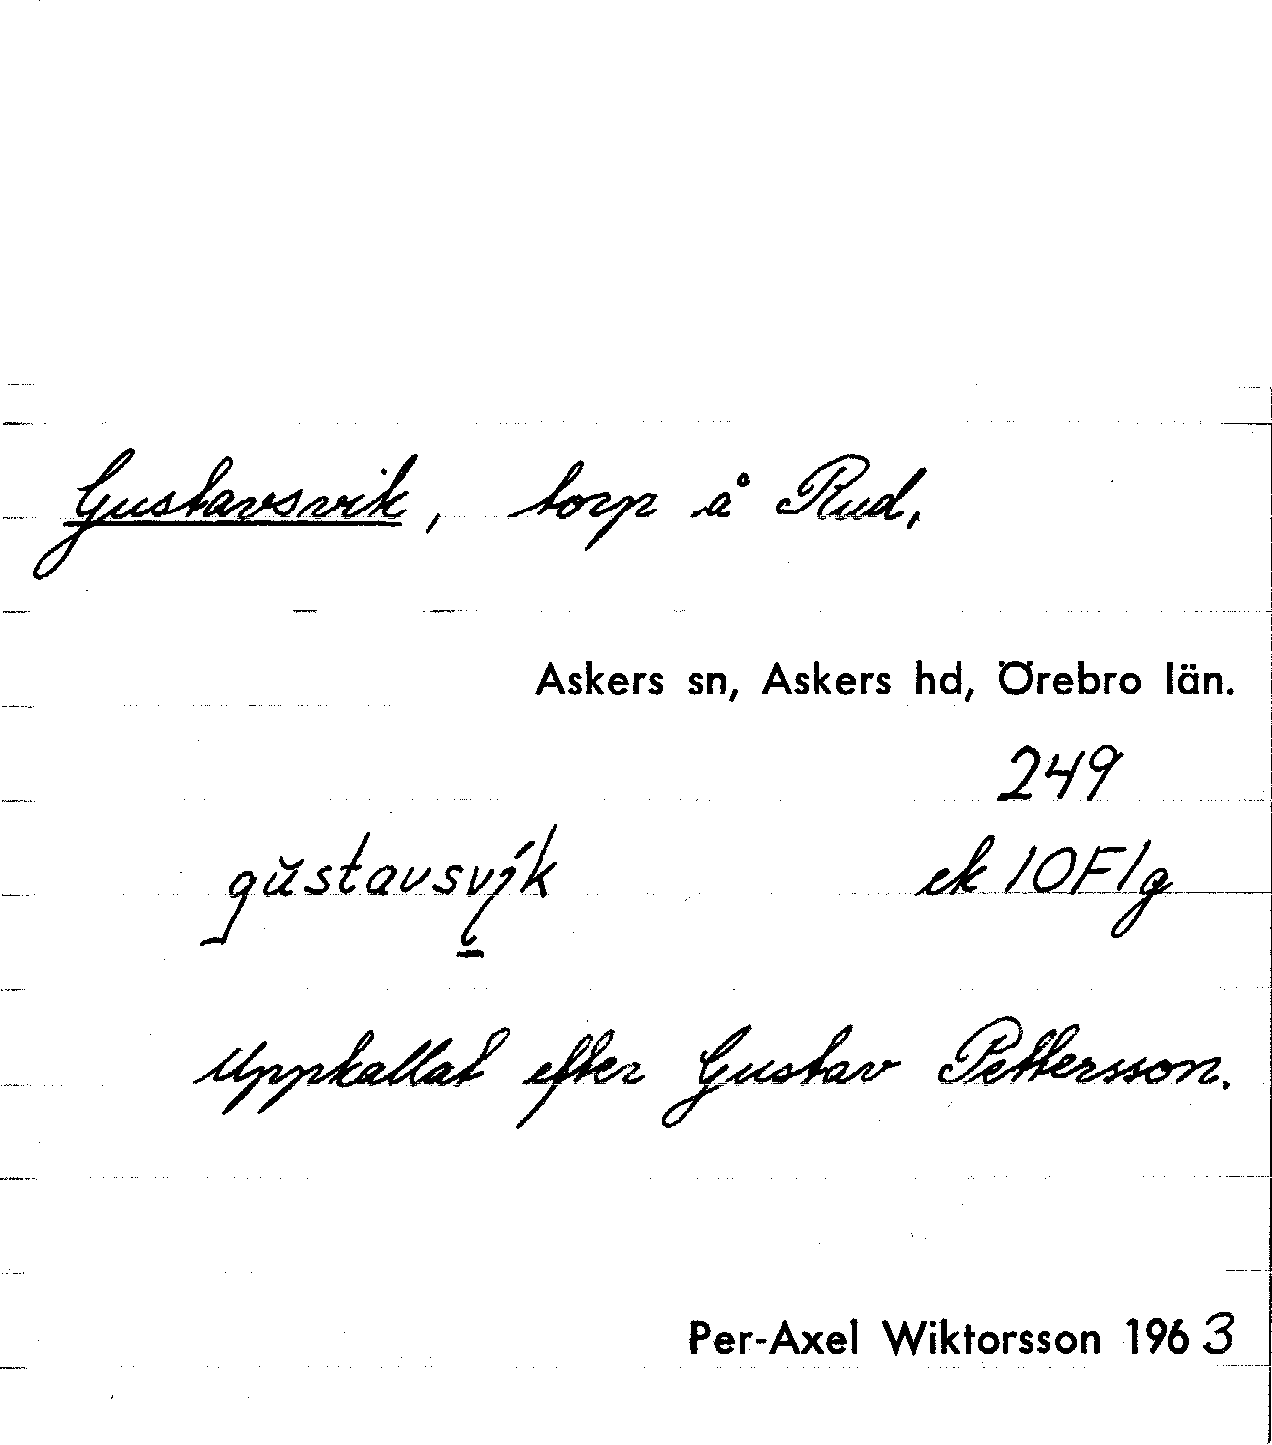 Gustavsvik, torp å Rud,
Askers sn, Askers hd, Örebro län.
249
gŭstavsvík ek 10F1g
Uppkallat efter Gustav Pettersson.
Per-Axel Wiktorsson 1963